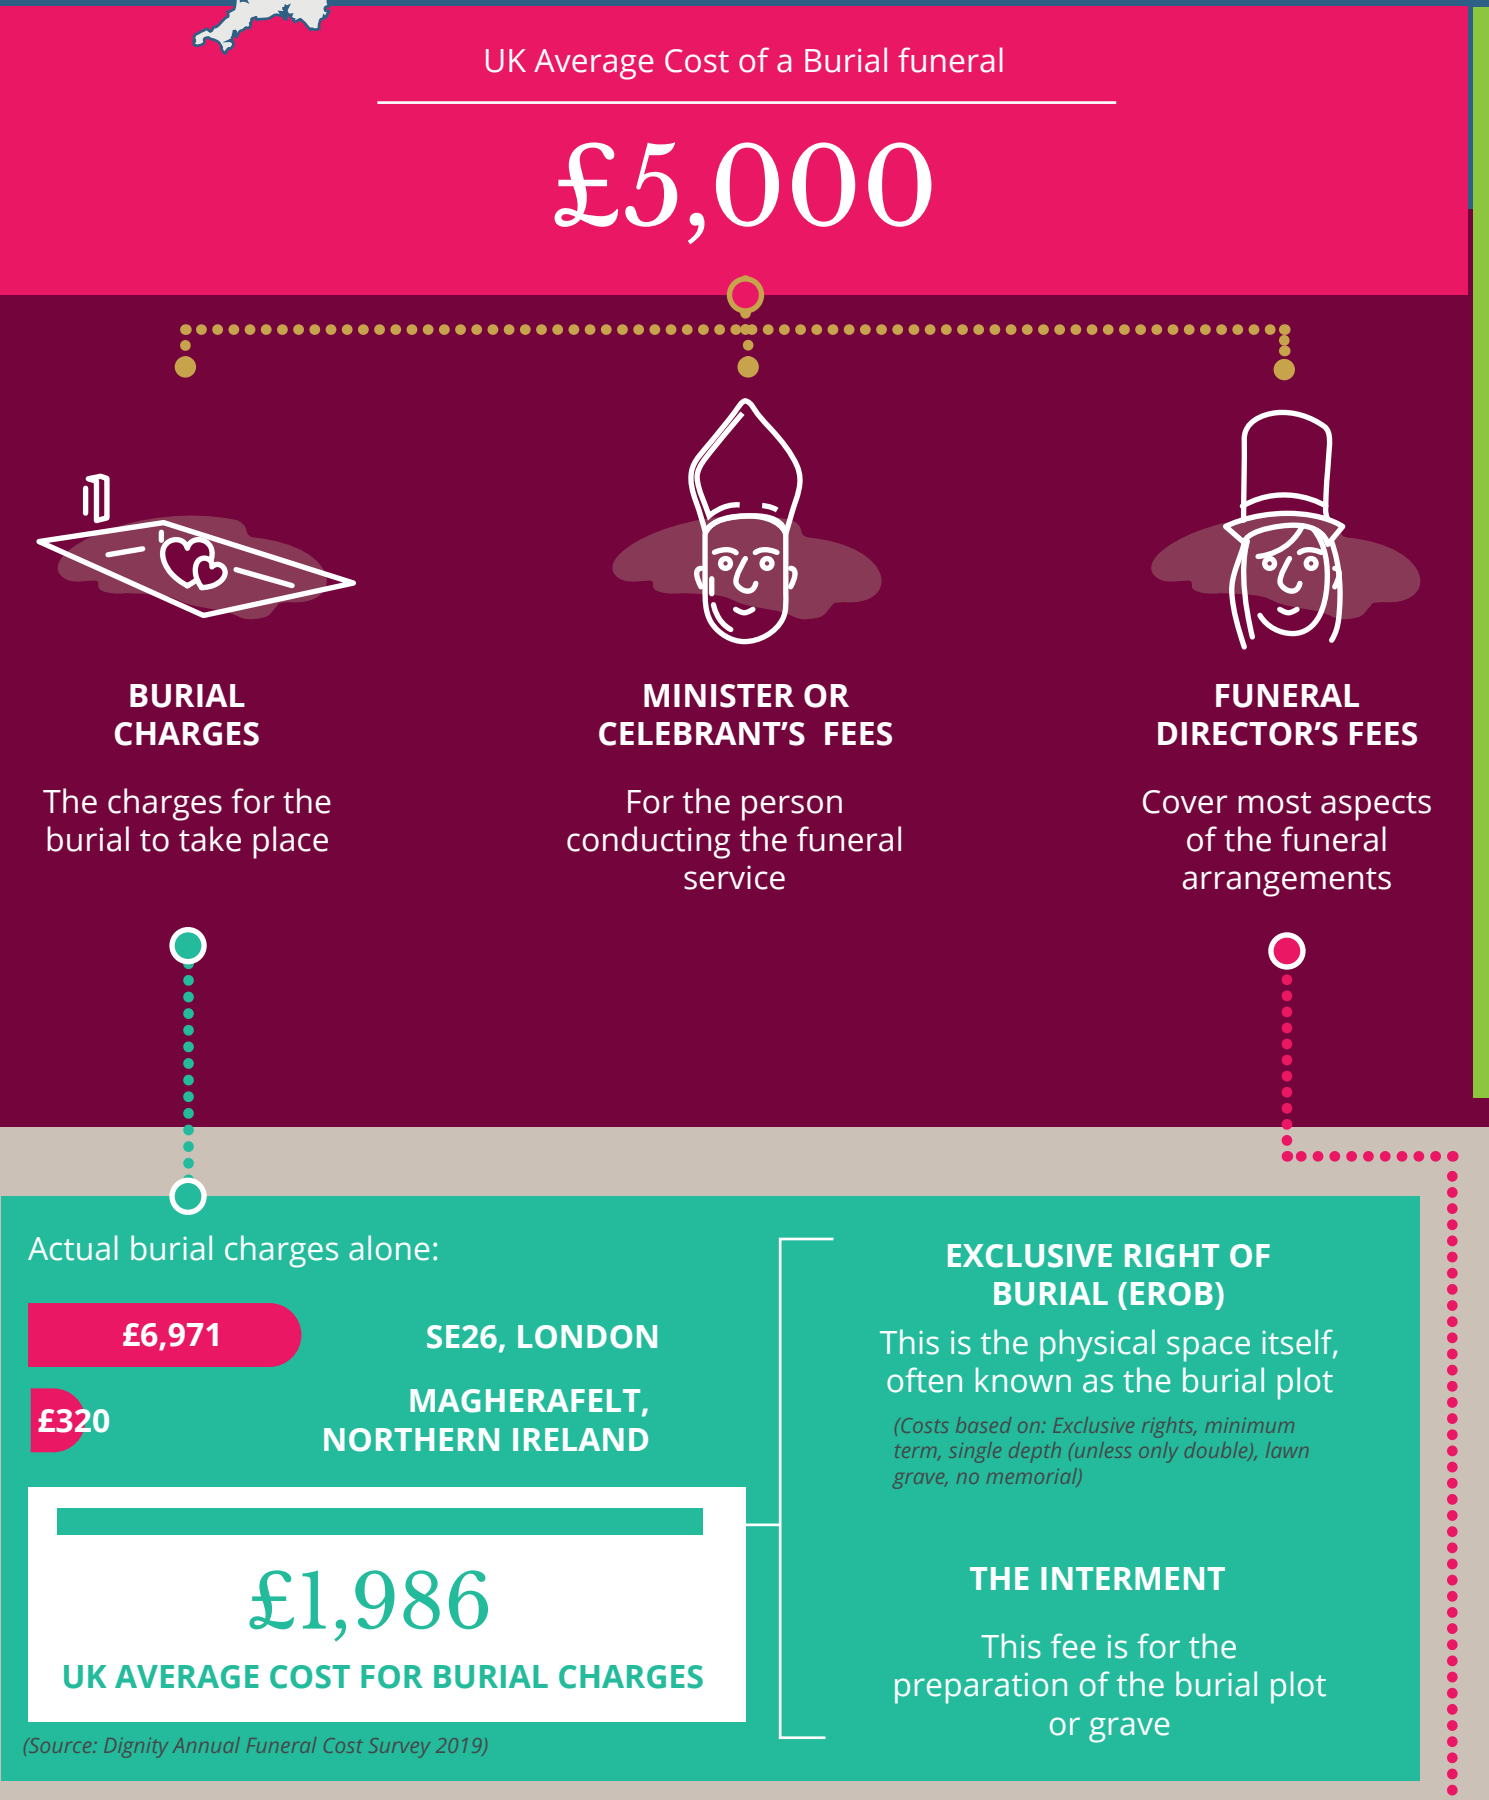 UK Average Cost of a Burial funeral
£5,000
BURIAL
CHARGES
The charges for the
burial to take place
MINISTER OR
CELEBRANT’S  FEES
For the person
conducting the funeral
service
FUNERAL
DIRECTOR’S FEES
Cover most aspects
of the funeral
arrangements
Actual burial charges alone:
£6,971
SE26, LONDON
£320
MAGHERAFELT,
NORTHERN IRELAND
£1,986
UK AVERAGE COST FOR BURIAL CHARGES
(Source: Dignity Annual Funeral Cost Survey 2019)
EXCLUSIVE RIGHT OF
BURIAL (EROB)
This is the physical space itself,
often known as the burial plot
(Costs based on: Exclusive rights, minimum
term, single depth (unless only double), lawn
grave, no memorial)
THE INTERMENT
This fee is for the
preparation of the burial plot
or grave